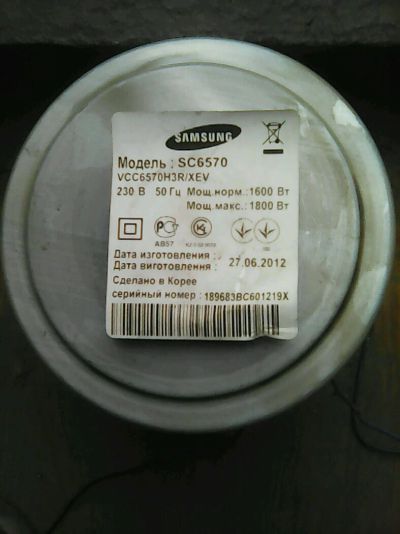 SAMSUNG
Модель : SC6570
VCC6570H3R/XEV
230 В 50 Гц Мощ.норм.:1600 Вт
Мощ.макс.: 1800 Вт
АВ57
Дата изготовления :
Дата виготовлення : 27.06.2012
Сделано в Корее
серийный номер : 189683BC601219X